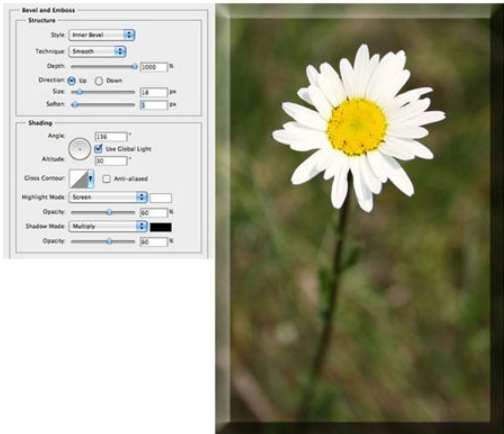 Bevel and Emboss
Structure
Style: Inner Bevel
Technique: Smooth
Depth: 1000 %
Direction: Up Down
Size: 18 px
Soften: 1 px
Shading
Angle: 136 °
Use Global Light
Altitude: 30 °
Gloss Contour: Anti-aliased
Highlight Mode: Screen
Opacity: 60 %
Shadow Mode: Multiply
Opacity: 60 %